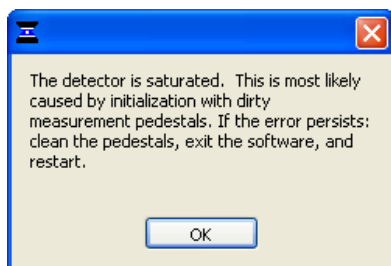 The detector is saturated.  This is most likely
caused by initialization with dirty
measurement pedestals. If the error persists:
clean the pedestals, exit the software, and
restart.
OK